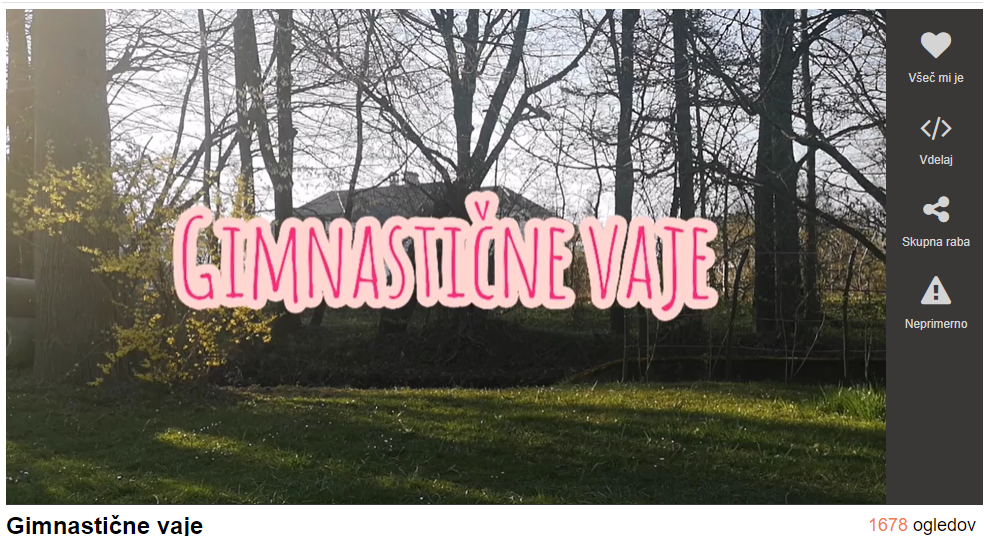 Gimnastične vaje
Všeč mi je
Vdelaj
Skupna raba
Neprimerno
Gimnastične vaje
1678 ogledov